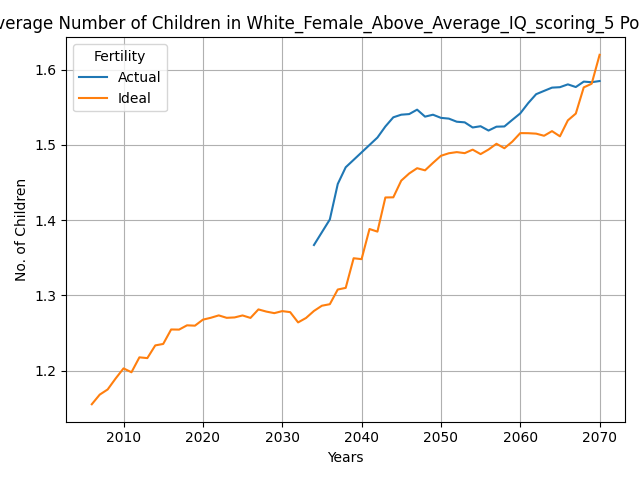 verage Number of Children in White_Female_Above_Average_IQ_scoring_5 Po
Fertility
Actual
Ideal
No. of Children
1.6
1.5
1.4
1.3
1.2
2010 2020 2030 2040 2050 2060 2070
Years